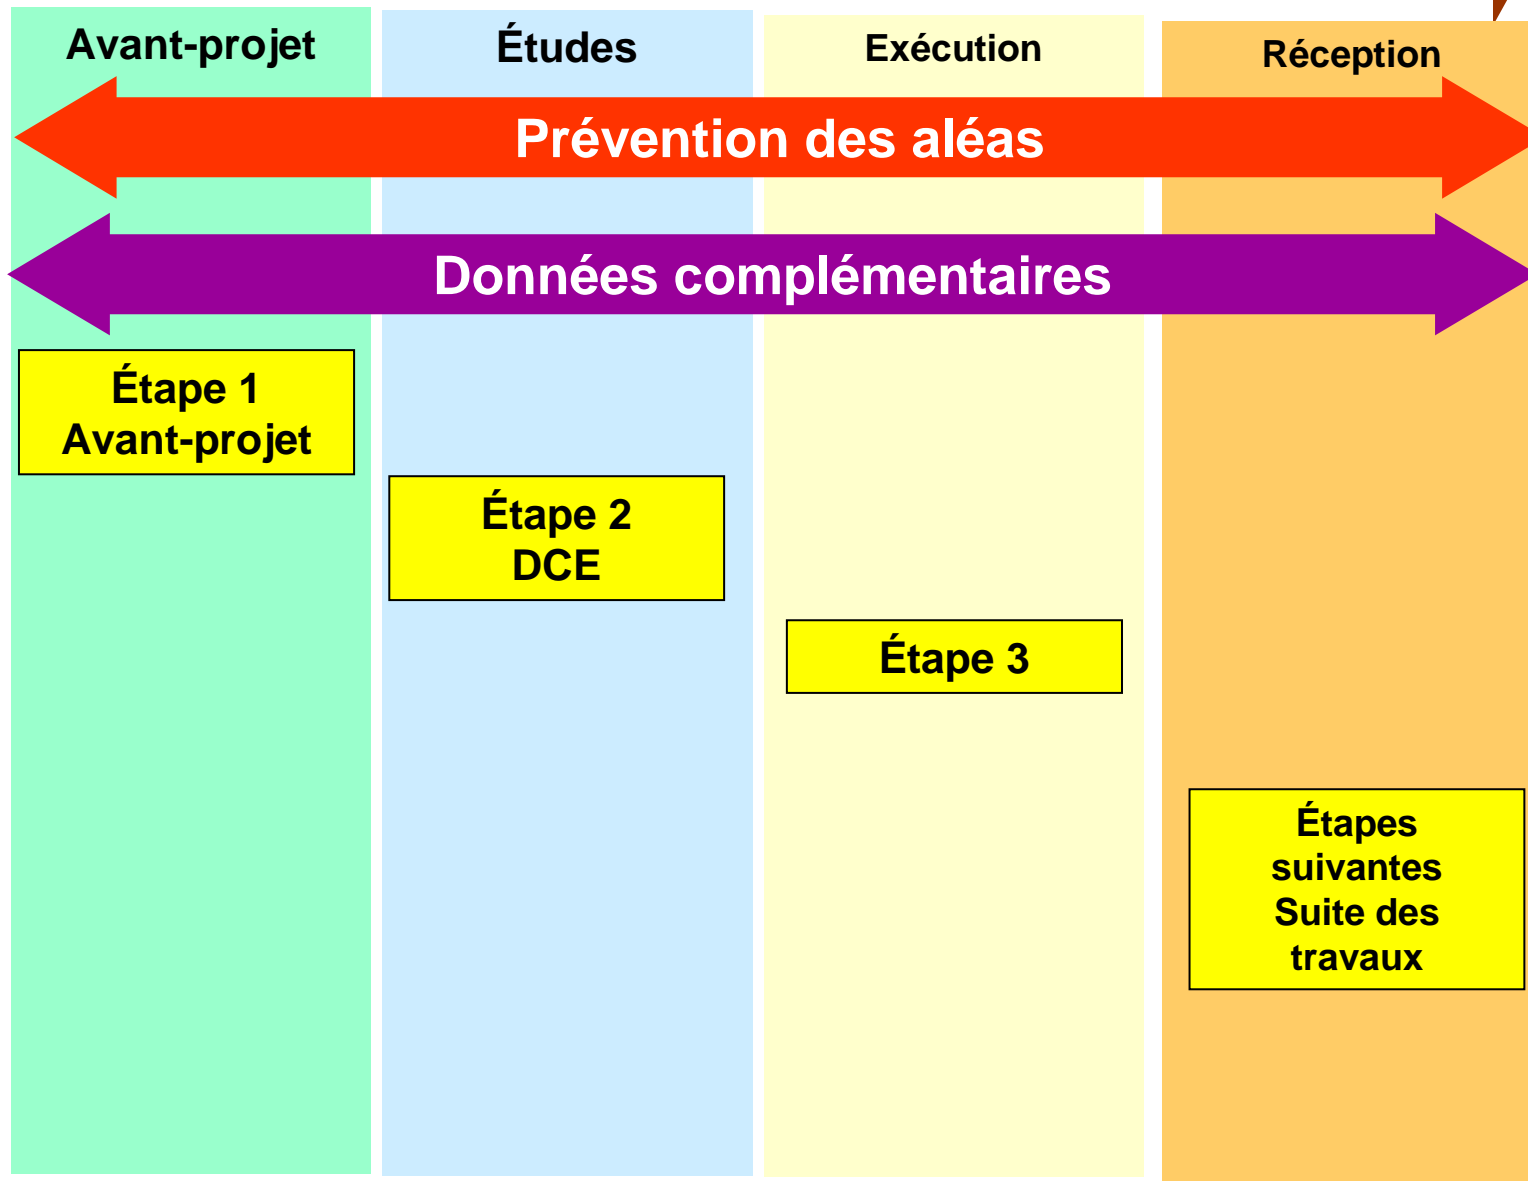 Avant-projet
Études
Exécution
Réception
Prévention des aléas
Données complémentaires
Étape 1
Avant-projet
Étape 2
DCE
Étape 3
Étapes
suivantes
Suite des
travaux